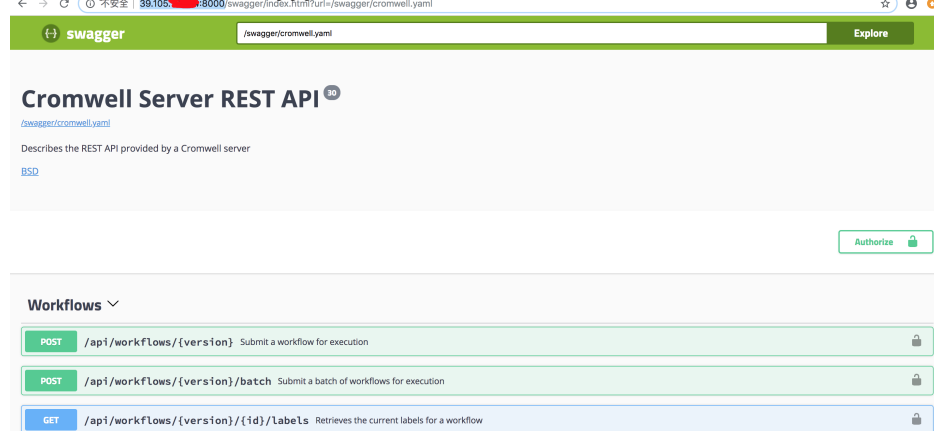 不安全 39.105. :8000/swagger/index.html?url=/swagger/cromwell.yaml
swagger /swagger/cromwell.yaml Explore
Cromwell Server REST API 30
/swagger/cromwell.yaml
Describes the REST API provided by a Cromwell server
BSD
Authorize
Workflows
POST /api/workflows/{version} Submit a workflow for execution
POST /api/workflows/{version}/batch Submit a batch of workflows for execution
GET /api/workflows/{version}/{id}/labels Retrieves the current labels for a workflow